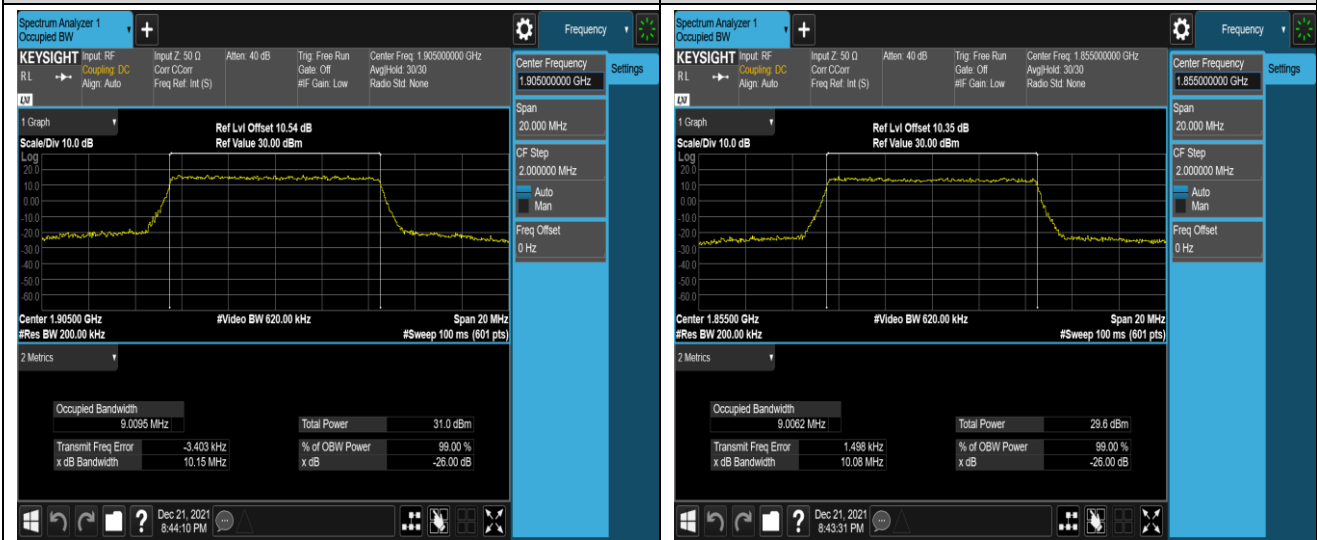 Spectrum Analyzer 1
Occupied BW
+
Frequency
KEYSIGHT
Input: RF
Input Z: 50 Ω
Atten: 40 dB
Trig: Free Run
Center Freq: 1.905000000 GHz
RL
Coupling: DC
Corr CCorr
Gate: Off
Avg|Hold: 30/30
Align: Auto
Freq Ref: Int (S)
#IF Gain: Low
Radio Std: None
LXI
Center Frequency
1.905000000 GHz
Settings
Span
20.000 MHz
CF Step
2.000000 MHz
Auto
Man
Freq Offset
0 Hz
1 Graph
Ref Lvl Offset 10.54 dB
Scale/Div 10.0 dB
Ref Value 30.00 dBm
Log
20.0
10.0
0.00
-10.0
-20.0
-30.0
-40.0
-50.0
-60.0
Center 1.90500 GHz
#Video BW 620.00 kHz
Span 20 MHz
#Res BW 200.00 kHz
#Sweep 100 ms (601 pts)
2 Metrics
Occupied Bandwidth
9.0095 MHz
Total Power
31.0 dBm
Transmit Freq Error
-3.403 kHz
% of OBW Power
99.00 %
x dB Bandwidth
10.15 MHz
x dB
-26.00 dB
?
Dec 21, 2021
8:44:10 PM
Spectrum Analyzer 1
Occupied BW
+
Frequency
KEYSIGHT
Input: RF
Input Z: 50 Ω
Atten: 40 dB
Trig: Free Run
Center Freq: 1.855000000 GHz
RL
Coupling: DC
Corr CCorr
Gate: Off
Avg|Hold: 30/30
Align: Auto
Freq Ref: Int (S)
#IF Gain: Low
Radio Std: None
LXI
Center Frequency
1.855000000 GHz
Settings
Span
20.000 MHz
CF Step
2.000000 MHz
Auto
Man
Freq Offset
0 Hz
1 Graph
Ref Lvl Offset 10.35 dB
Scale/Div 10.0 dB
Ref Value 30.00 dBm
Log
20.0
10.0
0.00
-10.0
-20.0
-30.0
-40.0
-50.0
-60.0
Center 1.85500 GHz
#Video BW 620.00 kHz
Span 20 MHz
#Res BW 200.00 kHz
#Sweep 100 ms (601 pts)
2 Metrics
Occupied Bandwidth
9.0062 MHz
Total Power
29.6 dBm
Transmit Freq Error
1.498 kHz
% of OBW Power
99.00 %
x dB Bandwidth
10.08 MHz
x dB
-26.00 dB
?
Dec 21, 2021
8:43:31 PM